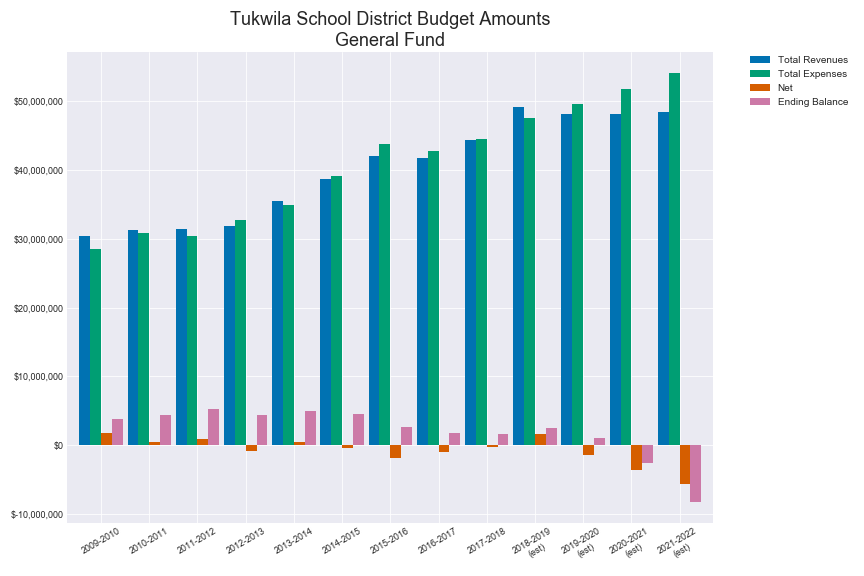 Tukwila School District Budget Amounts
General Fund
Total Revenues
Total Expenses
Net
Ending Balance
$50,000,000
$40,000,000
$30,000,000
$20,000,000
$10,000,000
$0
$-10,000,000
2009-2010
2010-2011
2011-2012
2012-2013
2013-2014
2014-2015
2015-2016
2016-2017
2017-2018
2018-2019
(est)
2019-2020
(est)
2020-2021
(est)
2021-2022
(est)